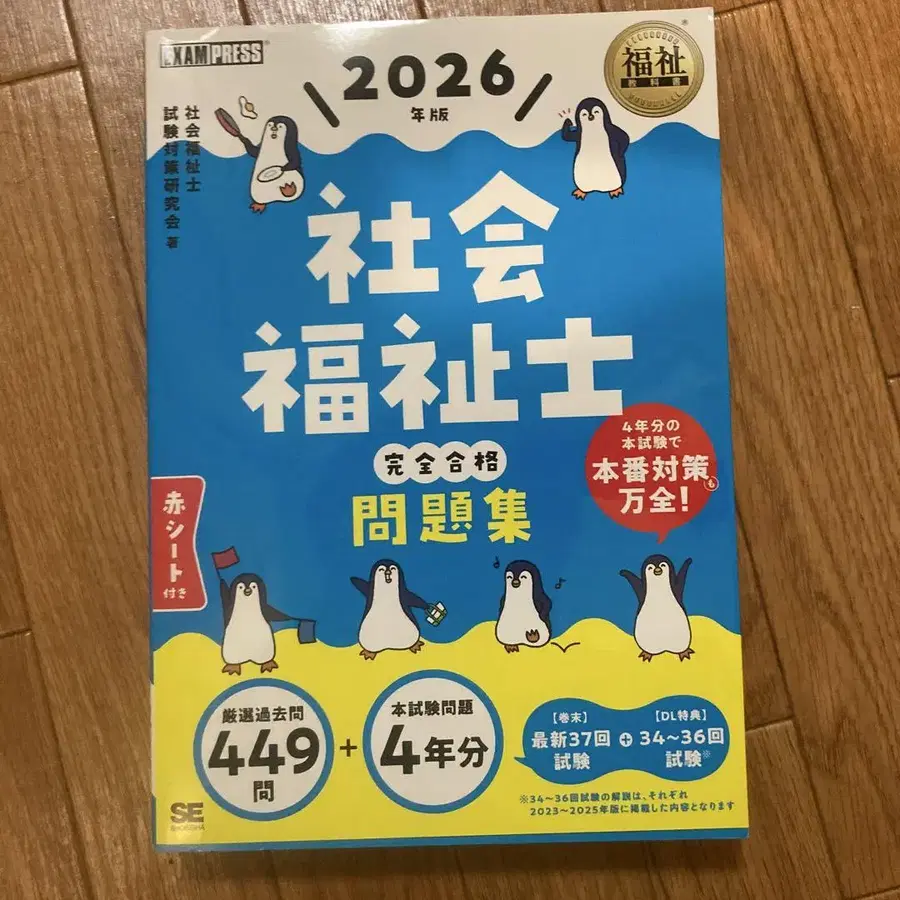 EXAMPRESS
2026
年版
福祉
教科書
社会福祉士
試験対策研究会 著
社会
福祉士
完全合格
問題集
4年分の
本試験で
本番対策も
万全!
赤シート付き
厳選過去問
449
問
+
本試験問題
4年分
【巻末】
最新37回
試験
+
【DL特典】
34〜36回
試験※
※34〜36回試験の解説は、それぞれ
2023〜2025年版に掲載した内容となります
SE
SHOEISHA